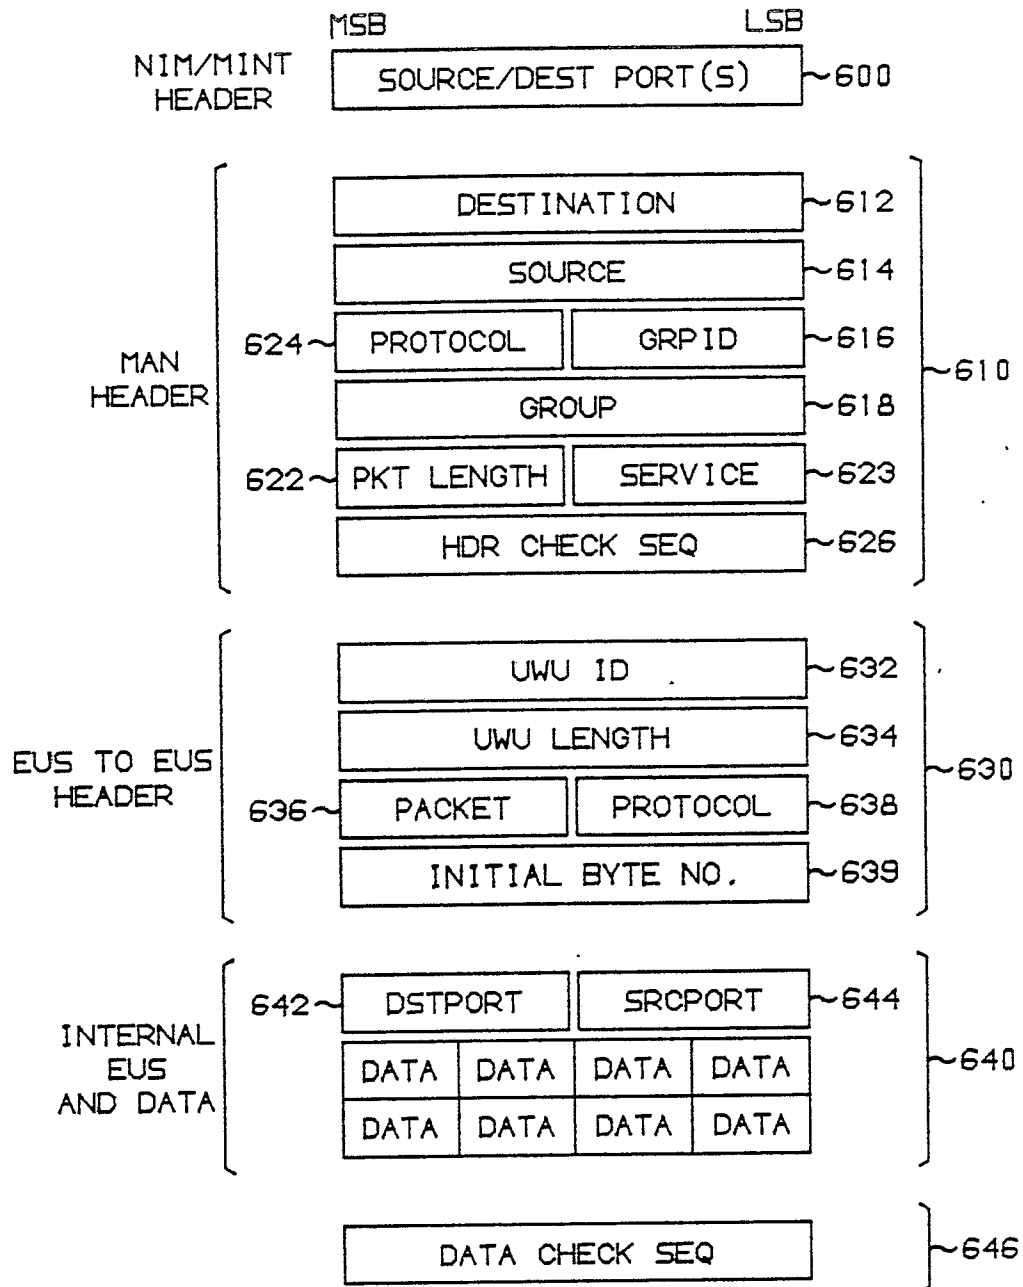 MSB LSB
NIM/MINT HEADER SOURCE/DEST PORT(S) 600
DESTINATION 612
SOURCE 614
624 PROTOCOL GRPID 616
MAN HEADER 610
GROUP 618
622 PKT LENGTH SERVICE 623
HDR CHECK SEQ 626
UWU ID 632
UWU LENGTH 634
EUS TO EUS HEADER 630
636 PACKET PROTOCOL 638
INITIAL BYTE NO. 639
642 DSTPORT SRCPORT 644
INTERNAL EUS AND DATA 640
DATA DATA DATA DATA
DATA DATA DATA DATA
DATA CHECK SEQ 646